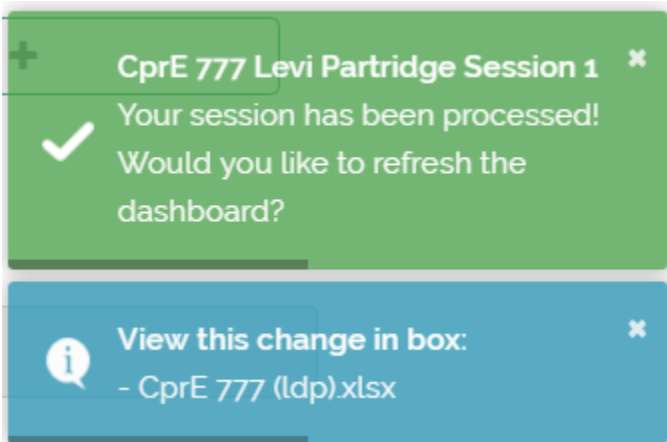 CprE 777 Levi Partridge Session 1
Your session has been processed!
Would you like to refresh the
dashboard?
View this change in box:
- CprE 777 (ldp).xlsx